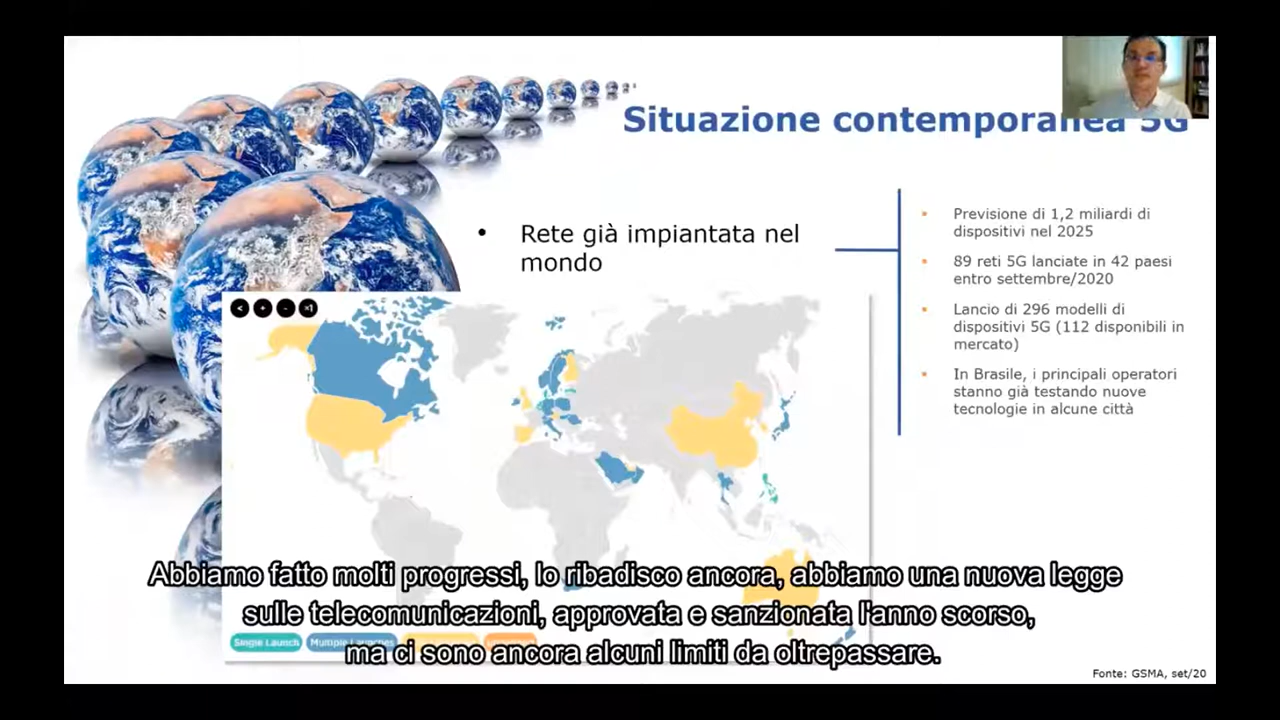 Situazione contemporanea 5G
• Rete già impiantata nel
mondo
Previsione di 1,2 miliardi di
dispositivi nel 2025
89 reti 5G lanciate in 42 paesi
entro settembre/2020
Lancio di 296 modelli di
dispositivi 5G (112 disponibili in
mercato)
In Brasile, i principali operatori
stanno già testando nuove
tecnologie in alcune città
< + - ×1
Abbiamo fatto molti progressi, lo ribadisco ancora, abbiamo una nuova legge
sulle telecomunicazioni, approvata e sanzionata l'anno scorso,
Single Launch Multiple Launches
ma ci sono ancora alcuni limiti da oltrepassare.
Fonte: GSMA, set/20